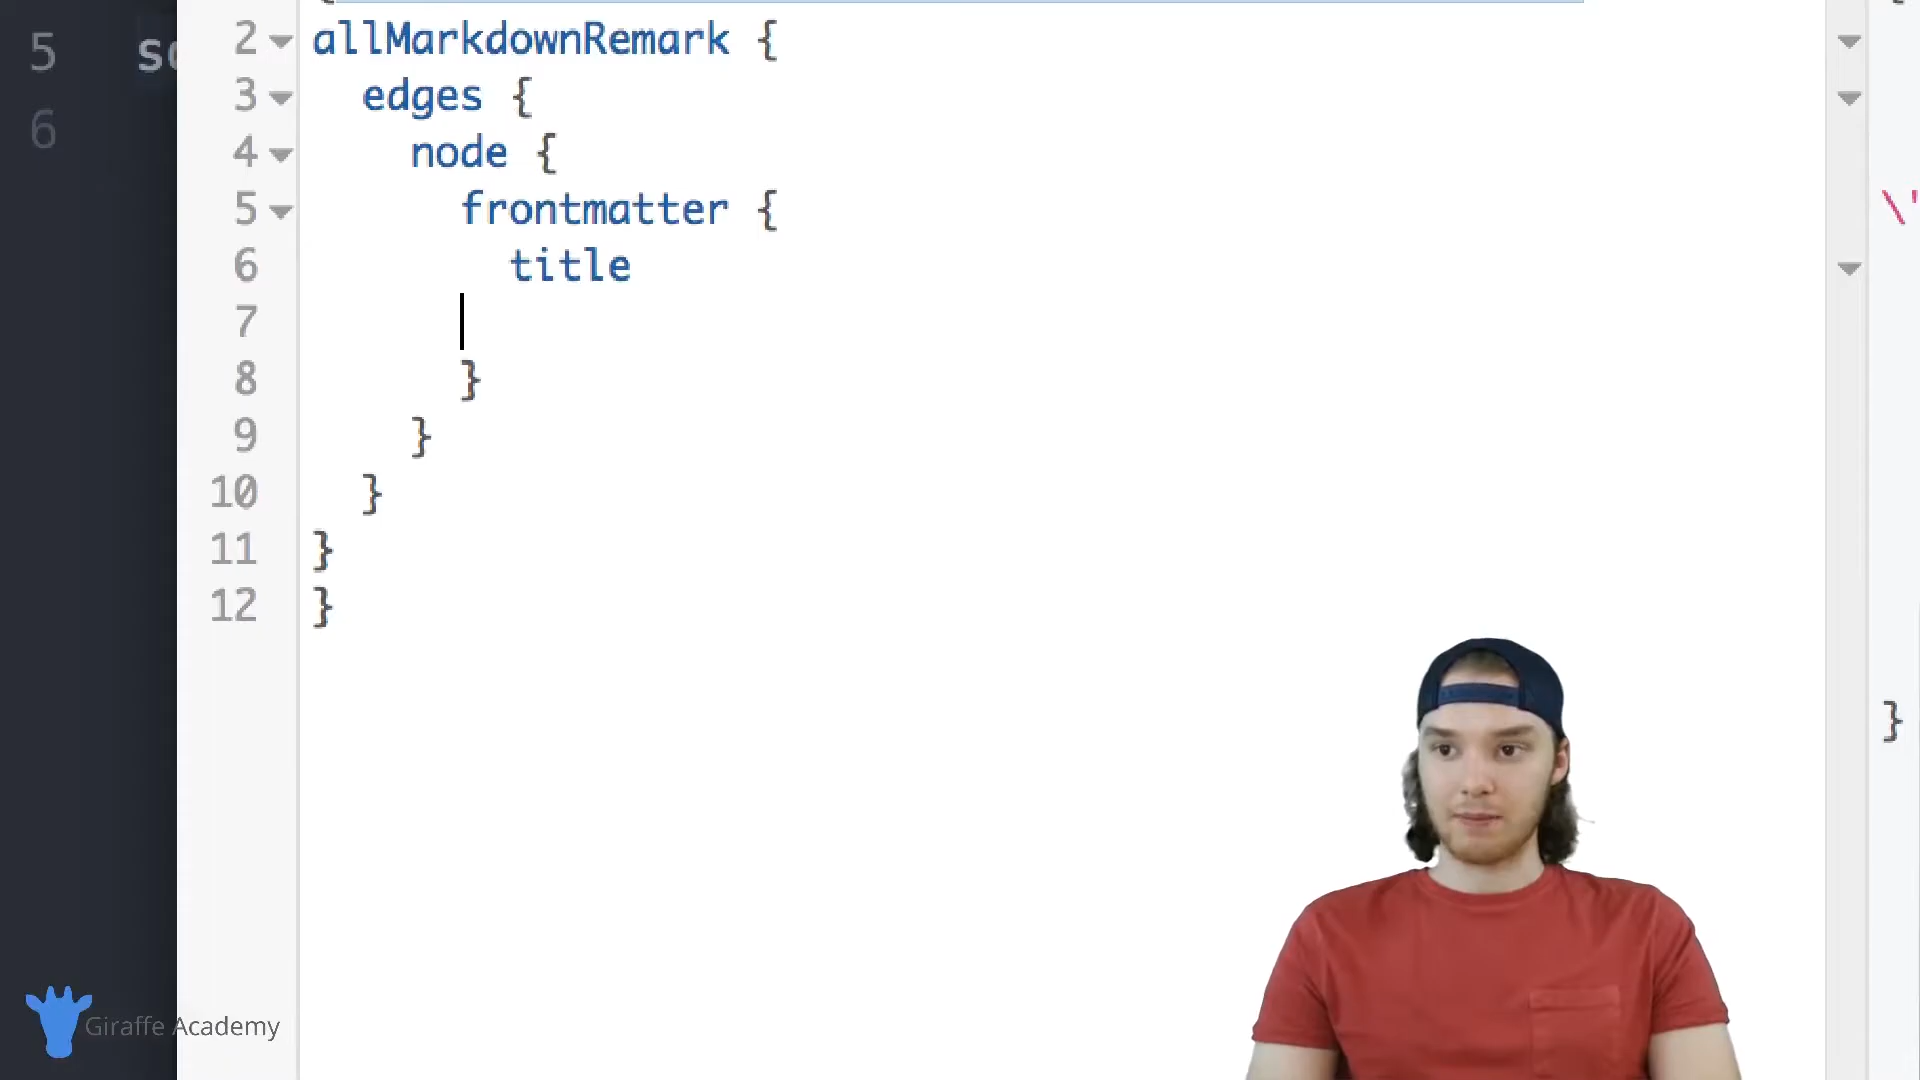 5 so
6
2 allMarkdownRemark {
3 edges {
4 node {
5 frontmatter {
6 title
7
8 }
9 }
10 }
11 }
12 }
\"
}
Giraffe Academy